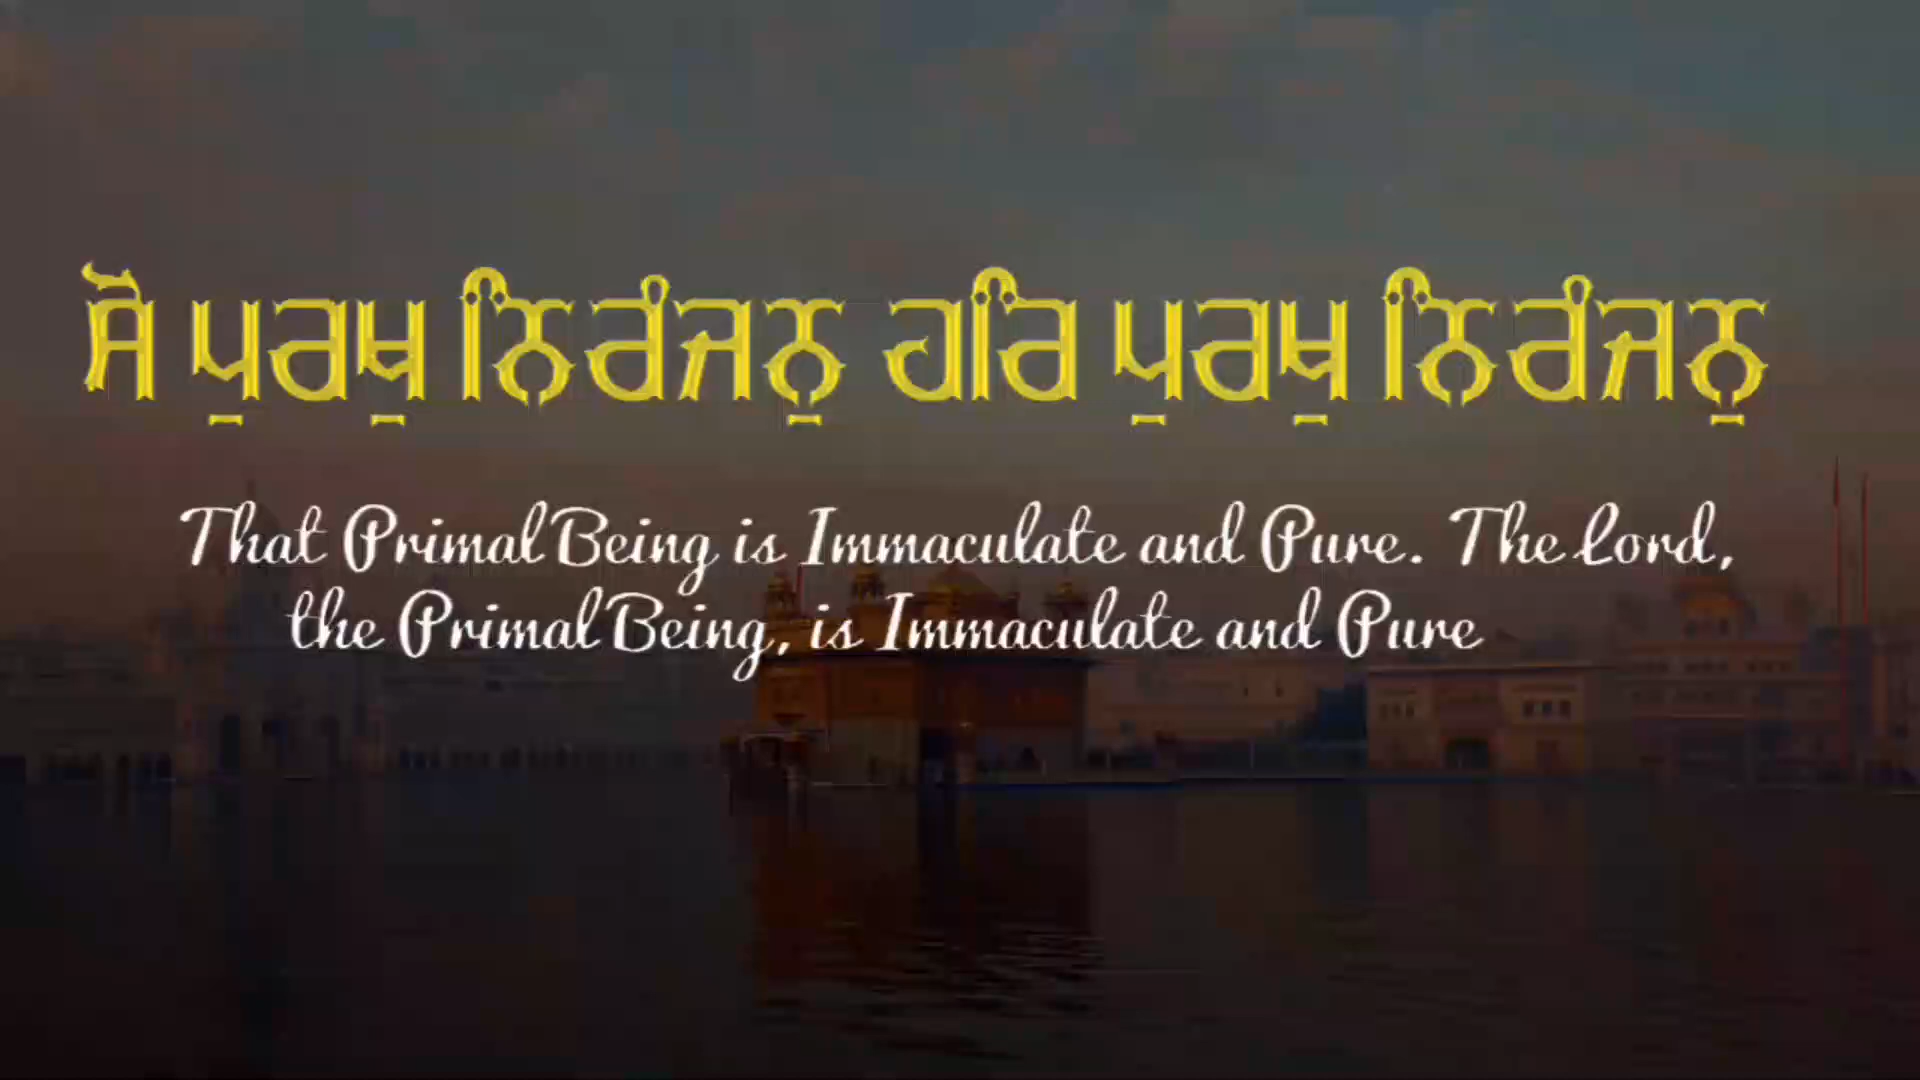 ਸੋ ਪੁਰਖੁ ਨਿਰੰਜਨੁ ਹਰਿ ਪੁਰਖੁ ਨਿਰੰਜਨੁ
That Primal Being is Immaculate and Pure. The Lord,
the Primal Being, is Immaculate and Pure